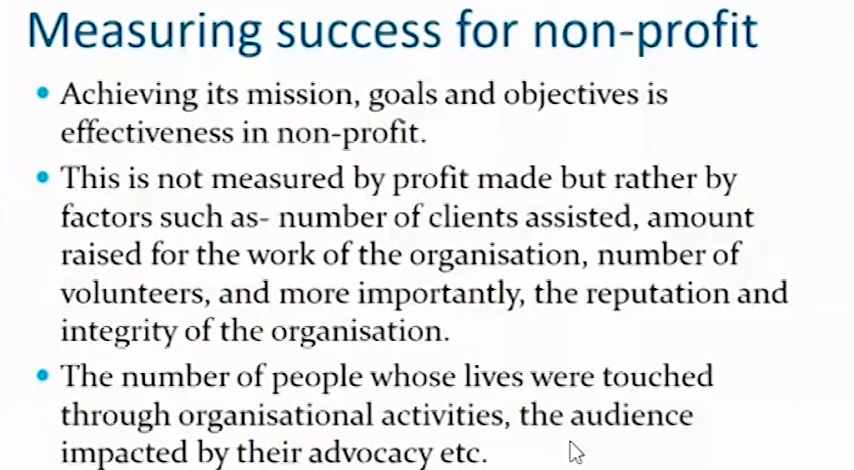 Measuring success for non-profit
• Achieving its mission, goals and objectives is
effectiveness in non-profit.
• This is not measured by profit made but rather by
factors such as- number of clients assisted, amount
raised for the work of the organisation, number of
volunteers, and more importantly, the reputation and
integrity of the organisation.
• The number of people whose lives were touched
through organisational activities, the audience
impacted by their advocacy etc.